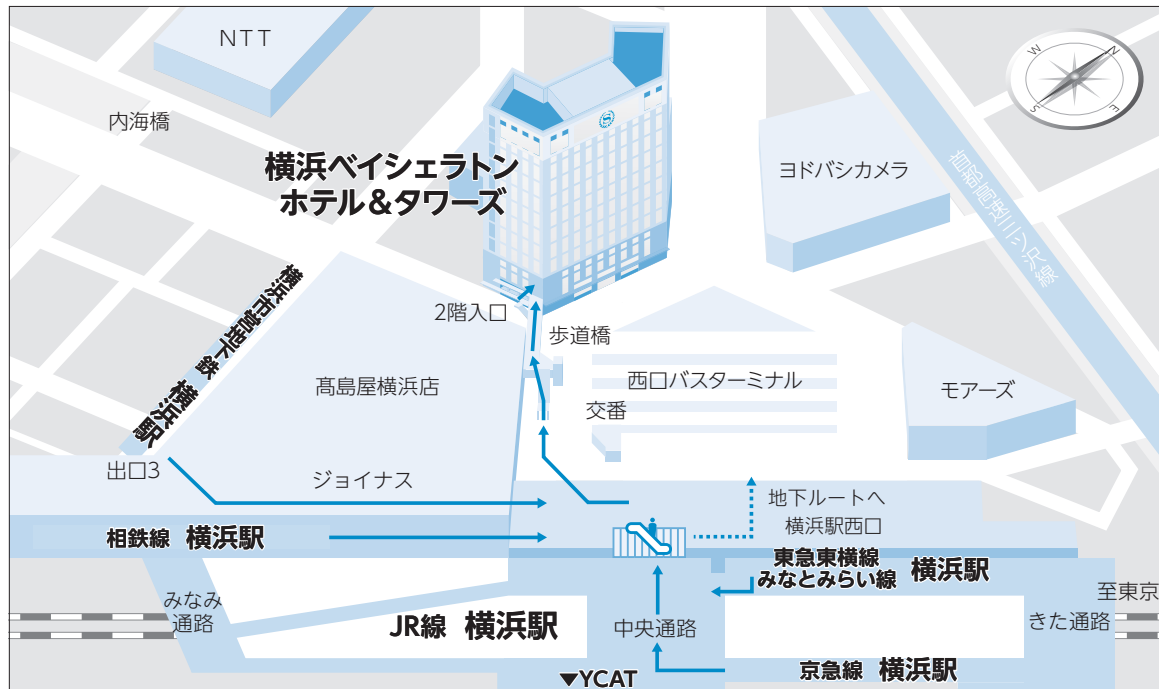 NTT
W
N
S
E
内海橋
横浜ベイシェラトン
ホテル&タワーズ
S
ヨドバシカメラ
首都高速三ツ沢線
横浜市営地下鉄 横浜駅
2階入口
歩道橋
髙島屋横浜店
西口バスターミナル
モアーズ
交番
出口3
ジョイナス
地下ルートへ
横浜駅西口
相鉄線 横浜駅
東急東横線
みなとみらい線 横浜駅
みなみ
通路
JR線 横浜駅
中央通路
至東京
きた通路
京急線 横浜駅
▼YCAT